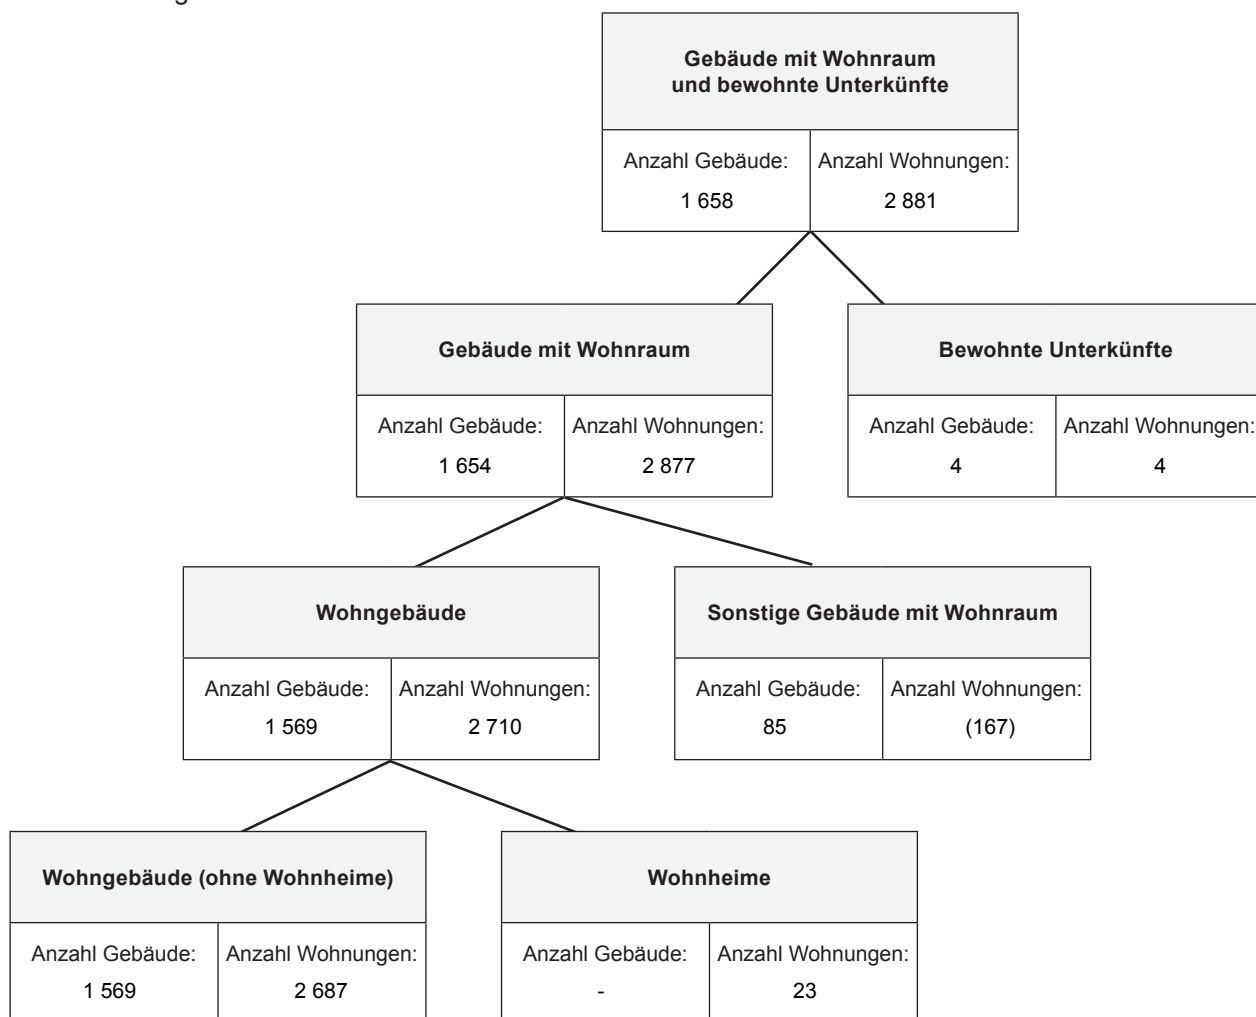 Gebäude mit Wohnraum
und bewohnte Unterkünfte
Anzahl Gebäude: Anzahl Wohnungen:
1 658 2 881
Gebäude mit Wohnraum
Anzahl Gebäude: Anzahl Wohnungen:
1 654 2 877
Bewohnte Unterkünfte
Anzahl Gebäude: Anzahl Wohnungen:
4 4
Wohngebäude
Anzahl Gebäude: Anzahl Wohnungen:
1 569 2 710
Sonstige Gebäude mit Wohnraum
Anzahl Gebäude: Anzahl Wohnungen:
85 (167)
Wohngebäude (ohne Wohnheime)
Anzahl Gebäude: Anzahl Wohnungen:
1 569 2 687
Wohnheime
Anzahl Gebäude: Anzahl Wohnungen:
- 23